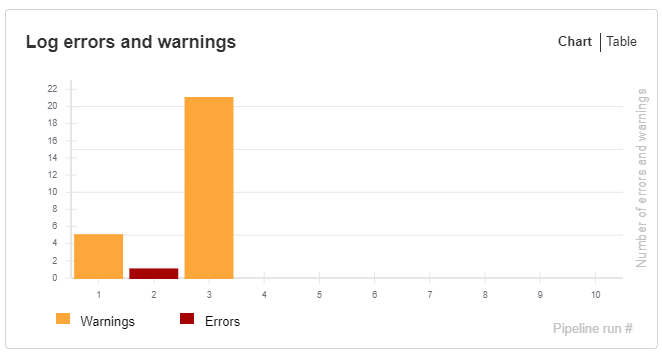 Log errors and warnings
Chart | Table
22
20
18
16
14
12
10
8
6
4
2
0
1 2 3 4 5 6 7 8 9 10
Number of errors and warnings
Warnings Errors
Pipeline run #